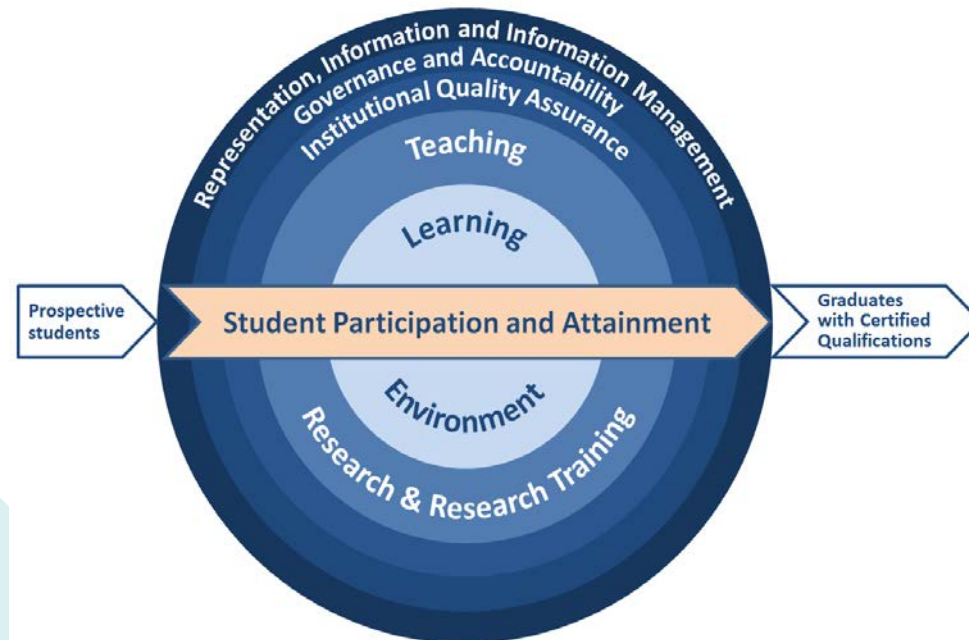 Representation, Information and Information Management
Governance and Accountability
Institutional Quality Assurance
Teaching
Learning
Prospective
students
Student Participation and Attainment
Graduates
with Certified
Qualifications
Environment
Research & Research Training